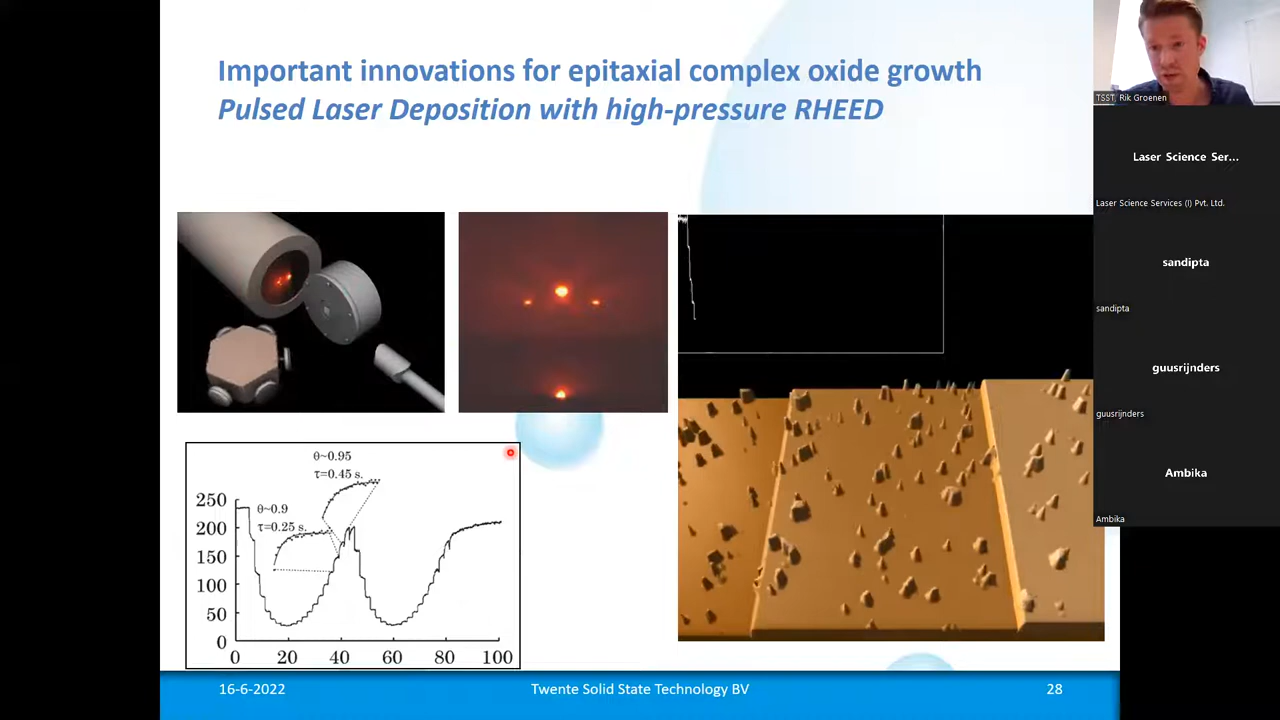 Important innovations for epitaxial complex oxide growth
Pulsed Laser Deposition with high-pressure RHEED
θ~0.95
τ=0.45 s.
θ~0.9
τ=0.25 s.
250
200
150
100
50
0
0 20 40 60 80 100
16-6-2022 Twente Solid State Technology BV 28
TSST, Rik Groenen
Laser Science Ser...
Laser Science Services (I) Pvt. Ltd.
sandipta
sandipta
guusrijnders
guusrijnders
Ambika
Ambika